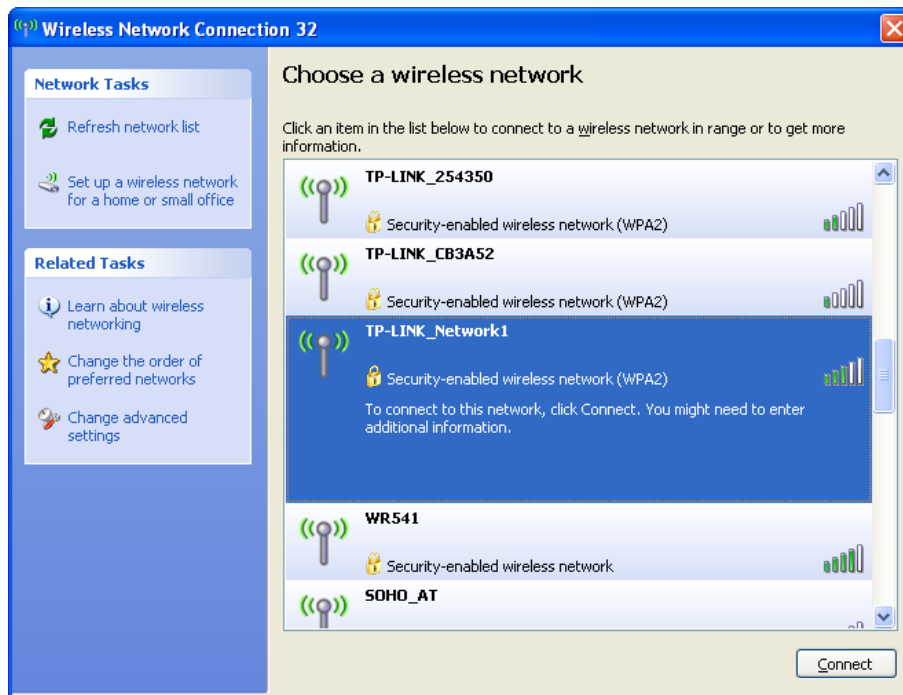 Wireless Network Connection 32
Network Tasks
Refresh network list
Set up a wireless network
for a home or small office
Related Tasks
Learn about wireless
networking
Change the order of
preferred networks
Change advanced
settings
Choose a wireless network
Click an item in the list below to connect to a wireless network in range or to get more
information.
TP-LINK_254350
Security-enabled wireless network (WPA2)
TP-LINK_CB3A52
Security-enabled wireless network (WPA2)
TP-LINK_Network1
Security-enabled wireless network (WPA2)
To connect to this network, click Connect. You might need to enter
additional information.
WR541
Security-enabled wireless network
SOHO_AT
Connect